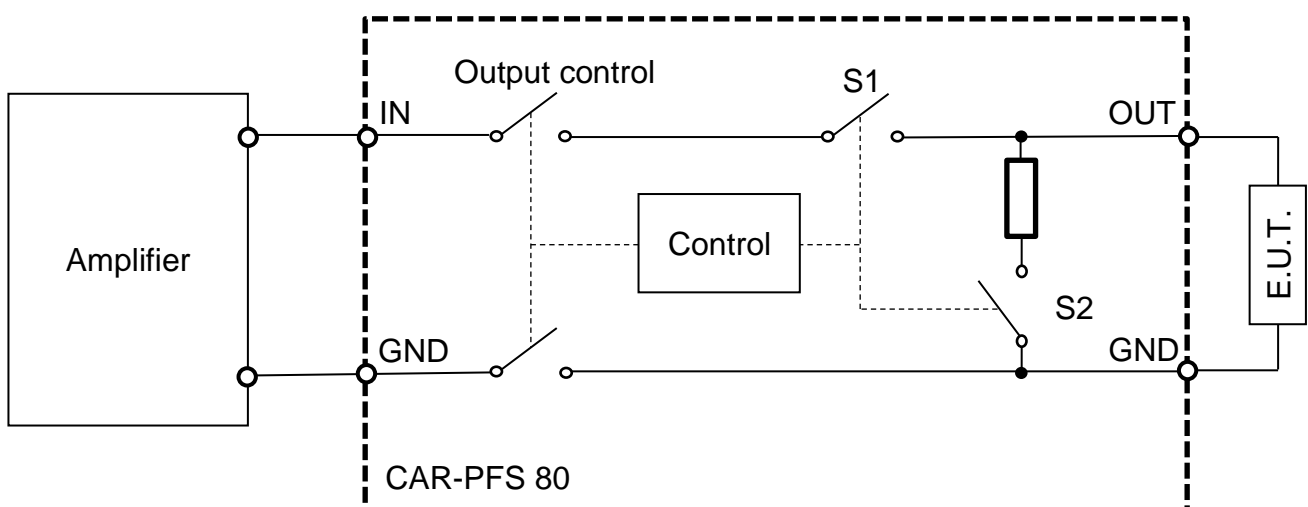 Output control
S1
IN
OUT
Amplifier
Control
E.U.T.
S2
GND
GND
CAR-PFS 80